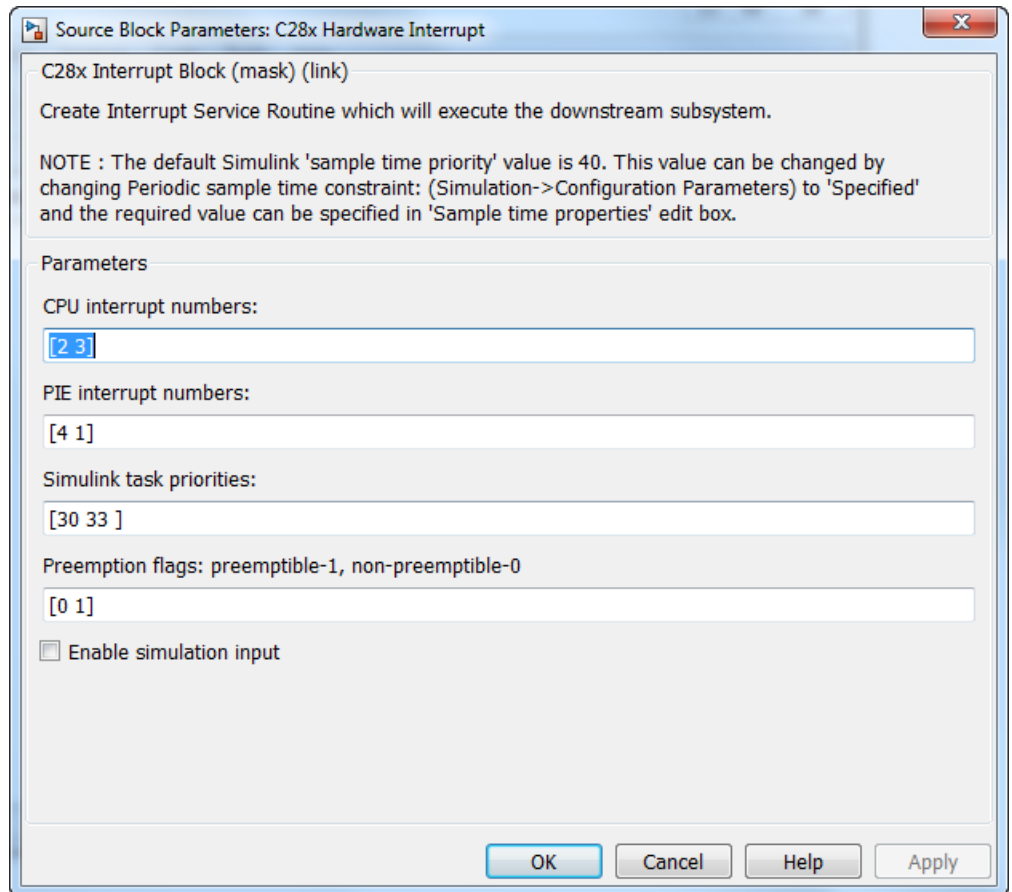 Source Block Parameters: C28x Hardware Interrupt
x
C28x Interrupt Block (mask) (link)
Create Interrupt Service Routine which will execute the downstream subsystem.
NOTE : The default Simulink 'sample time priority' value is 40. This value can be changed by
changing Periodic sample time constraint: (Simulation->Configuration Parameters) to 'Specified'
and the required value can be specified in 'Sample time properties' edit box.
Parameters
CPU interrupt numbers:
[2 3]
PIE interrupt numbers:
[4 1]
Simulink task priorities:
[30 33 ]
Preemption flags: preemptible-1, non-preemptible-0
[0 1]
Enable simulation input
OK Cancel Help Apply